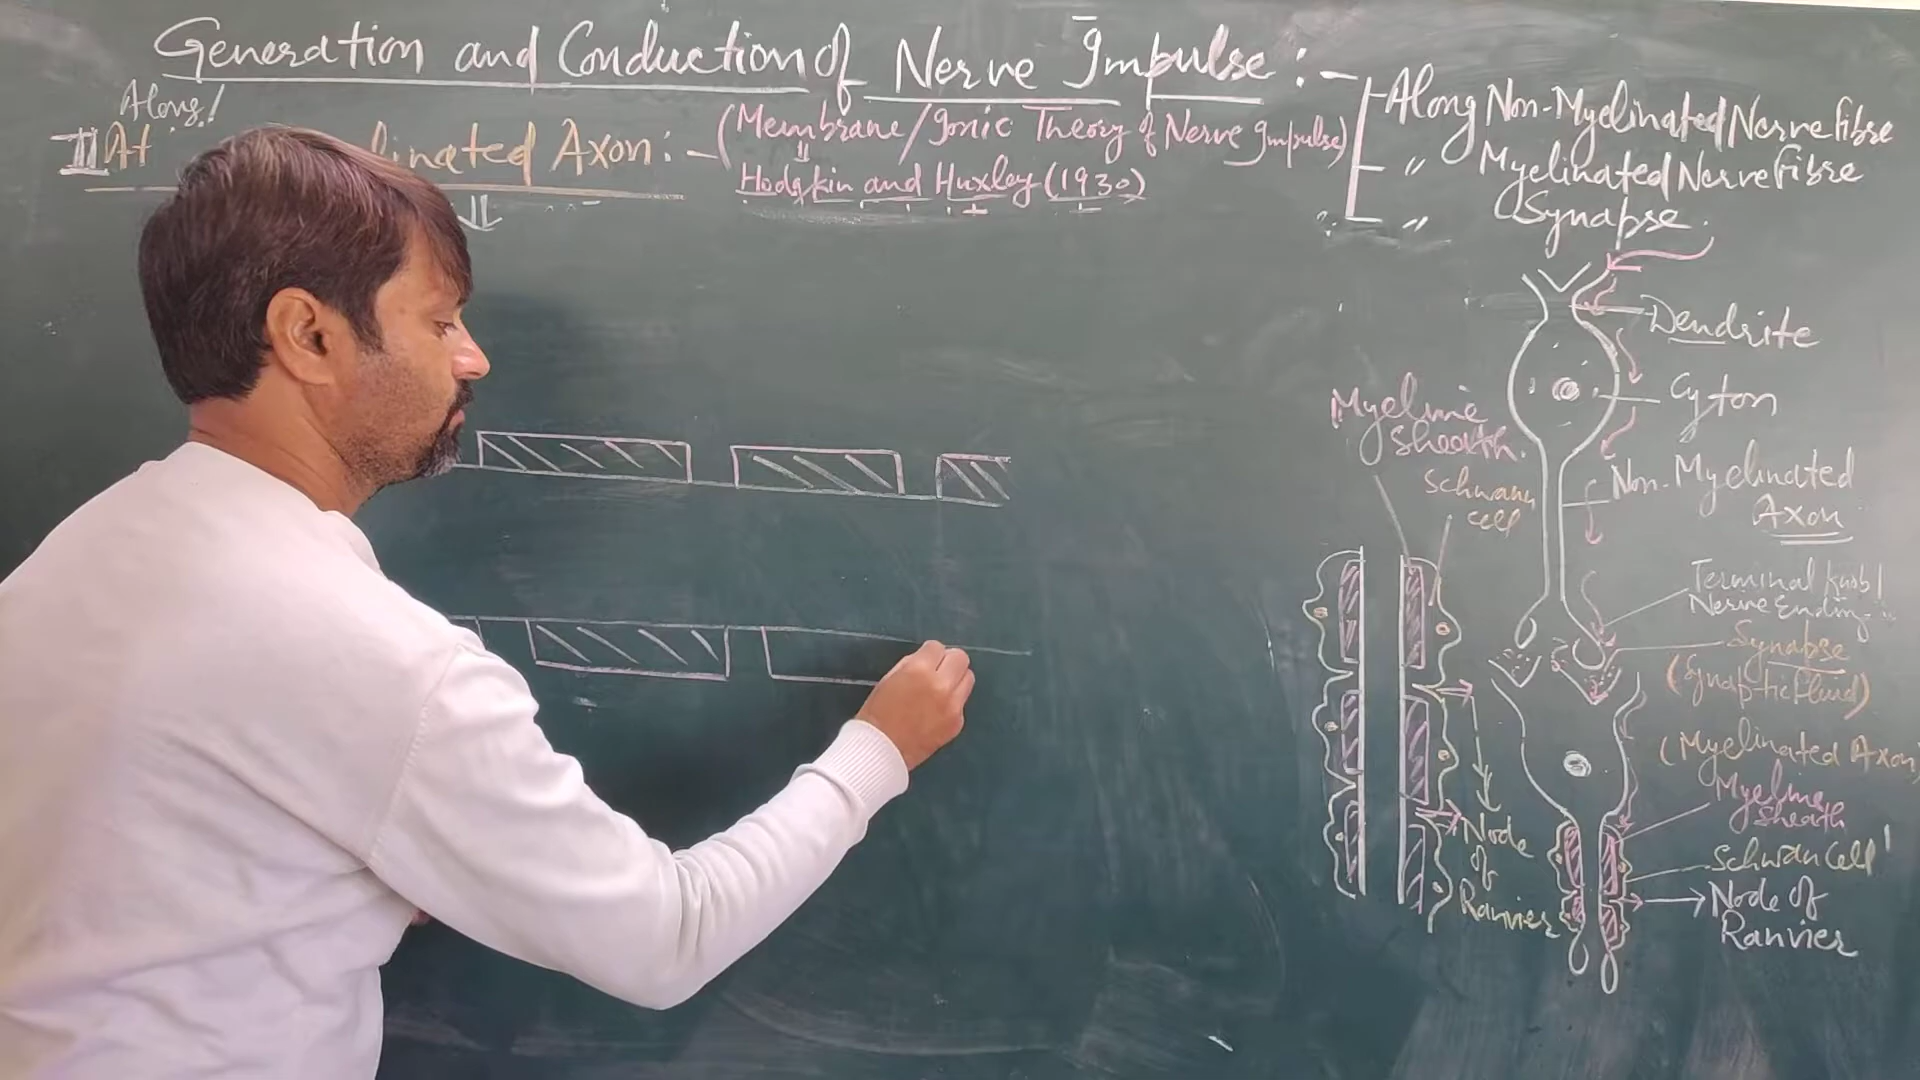 Generation and Conduction of Nerve Impulse :-
Along Non-Myelinated Nerve fibre
" Myelinated Nerve Fibre
" Synapse.
Along!
II At linated Axon :- (Membrane/Ionic Theory of Nerve Impulse)
Hodgkin and Huxley (1930)
Dendrite
Cyton
Non-Myelinated
Axon
Myeline
Sheath.
Schwann
cell
Terminal Knob/
Nerve Ending
Synapse
(Synaptic fluid)
(Myelinated Axon)
Myeline
Sheath
Schwan Cell
Node of
Ranvier
Node
of
Ranvier